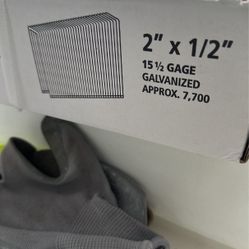 2" x 1/2"
15 ½ GAGE
GALVANIZED
APPROX. 7,700